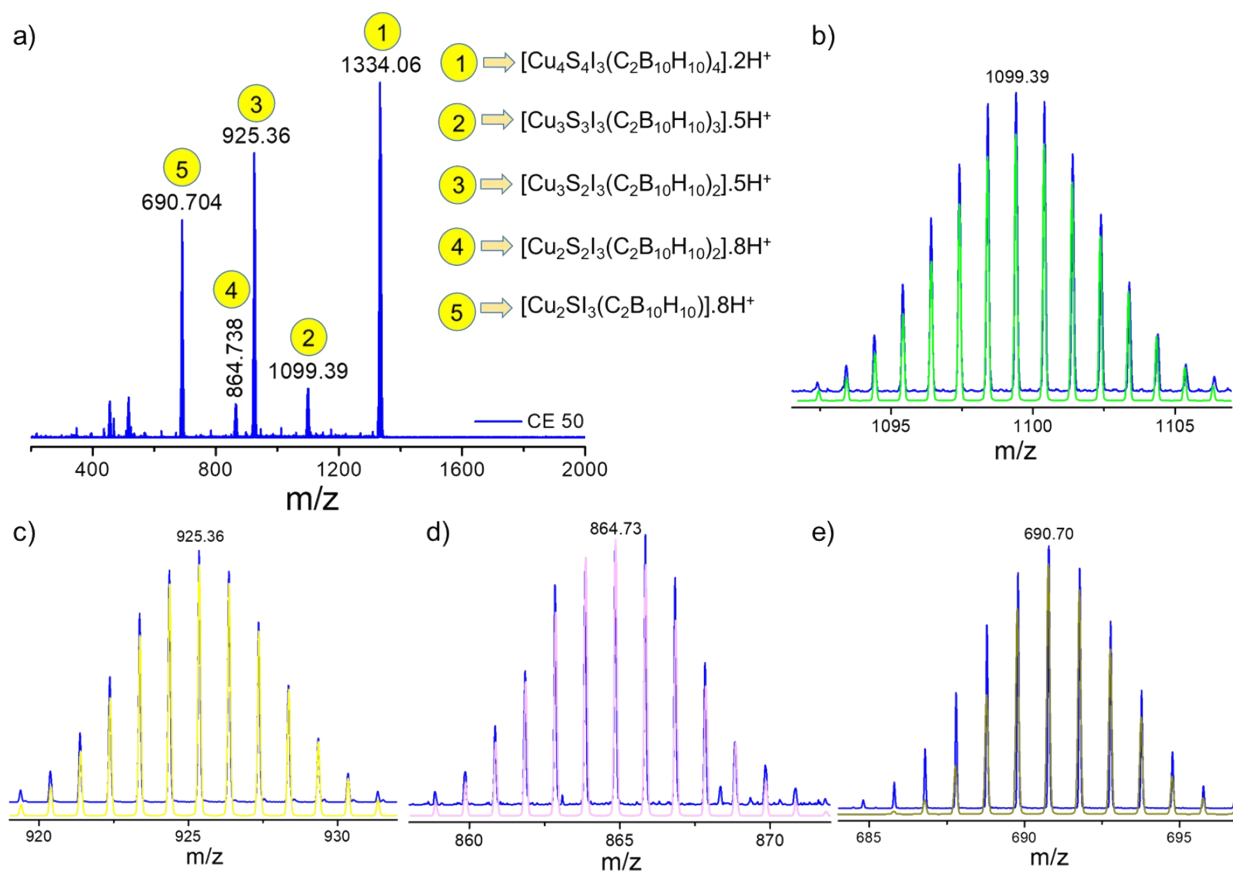 a)
1
1334.06
3
925.36
5
690.704
4
864.738
2
1099.39
CE 50
400 800 1200 1600 2000
m/z
1 [Cu₄S₄I₃(C₂B₁₀H₁₀)₄].2H⁺
2 [Cu₃S₃I₃(C₂B₁₀H₁₀)₃].5H⁺
3 [Cu₃S₂I₃(C₂B₁₀H₁₀)₂].5H⁺
4 [Cu₂S₂I₃(C₂B₁₀H₁₀)₂].8H⁺
5 [Cu₂SI₃(C₂B₁₀H₁₀)].8H⁺
b)
1099.39
1095 1100 1105
m/z
c)
925.36
920 925 930
m/z
d)
864.73
860 865 870
m/z
e)
690.70
685 690 695
m/z